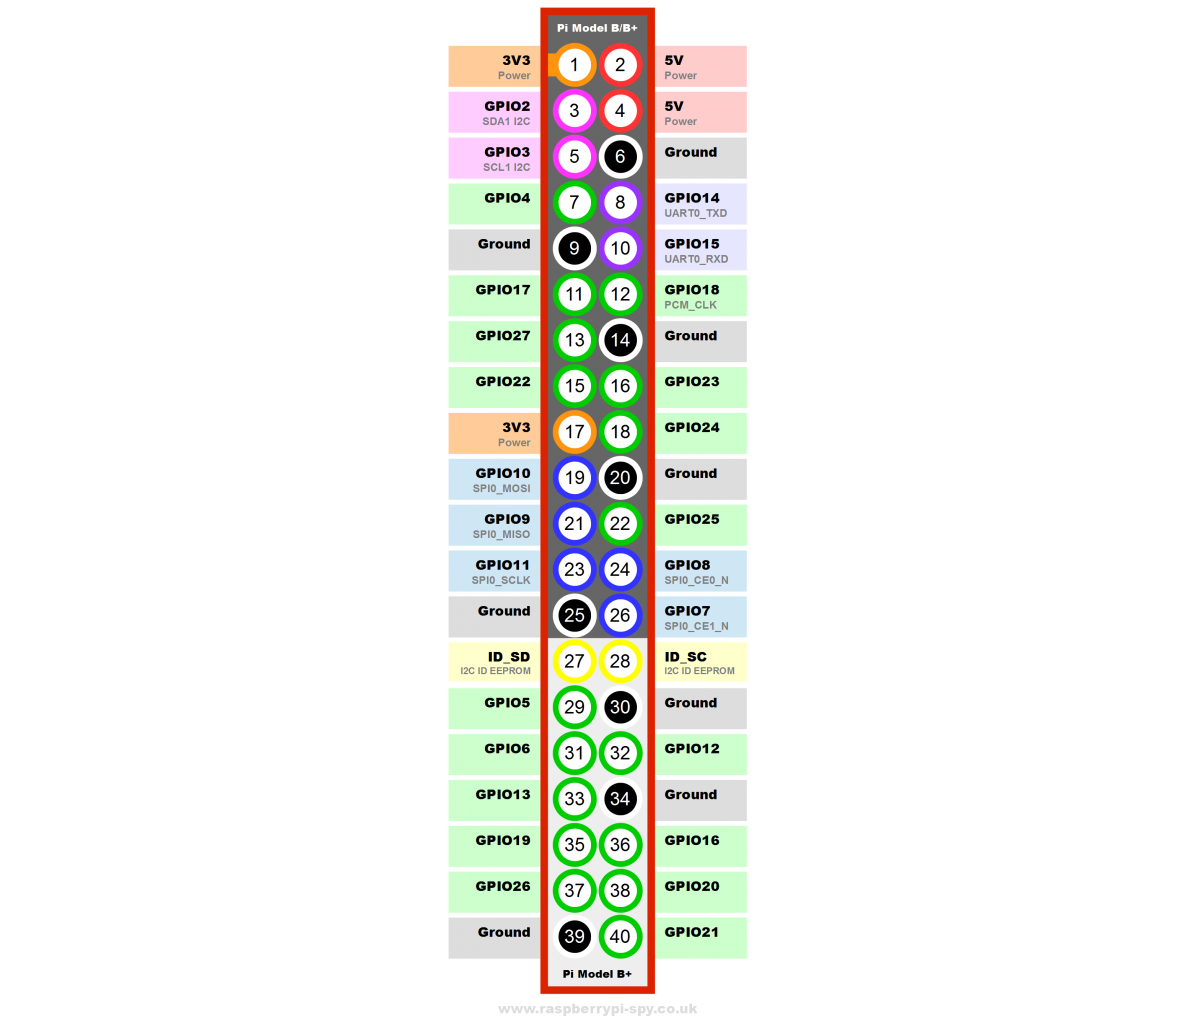 Pi Model B/B+
3V3 1 2 5V
Power Power
GPIO2 3 4 5V
SDA1 I2C Power
GPIO3 5 6 Ground
SCL1 I2C
GPIO4 7 8 GPIO14
UART0_TXD
Ground 9 10 GPIO15
UART0_RXD
GPIO17 11 12 GPIO18
PCM_CLK
GPIO27 13 14 Ground
GPIO22 15 16 GPIO23
3V3 17 18 GPIO24
Power
GPIO10 19 20 Ground
SPI0_MOSI
GPIO9 21 22 GPIO25
SPI0_MISO
GPIO11 23 24 GPIO8
SPI0_SCLK SPI0_CE0_N
Ground 25 26 GPIO7
SPI0_CE1_N
ID_SD 27 28 ID_SC
I2C ID EEPROM I2C ID EEPROM
GPIO5 29 30 Ground
GPIO6 31 32 GPIO12
GPIO13 33 34 Ground
GPIO19 35 36 GPIO16
GPIO26 37 38 GPIO20
Ground 39 40 GPIO21
Pi Model B+
www.raspberrypi-spy.co.uk